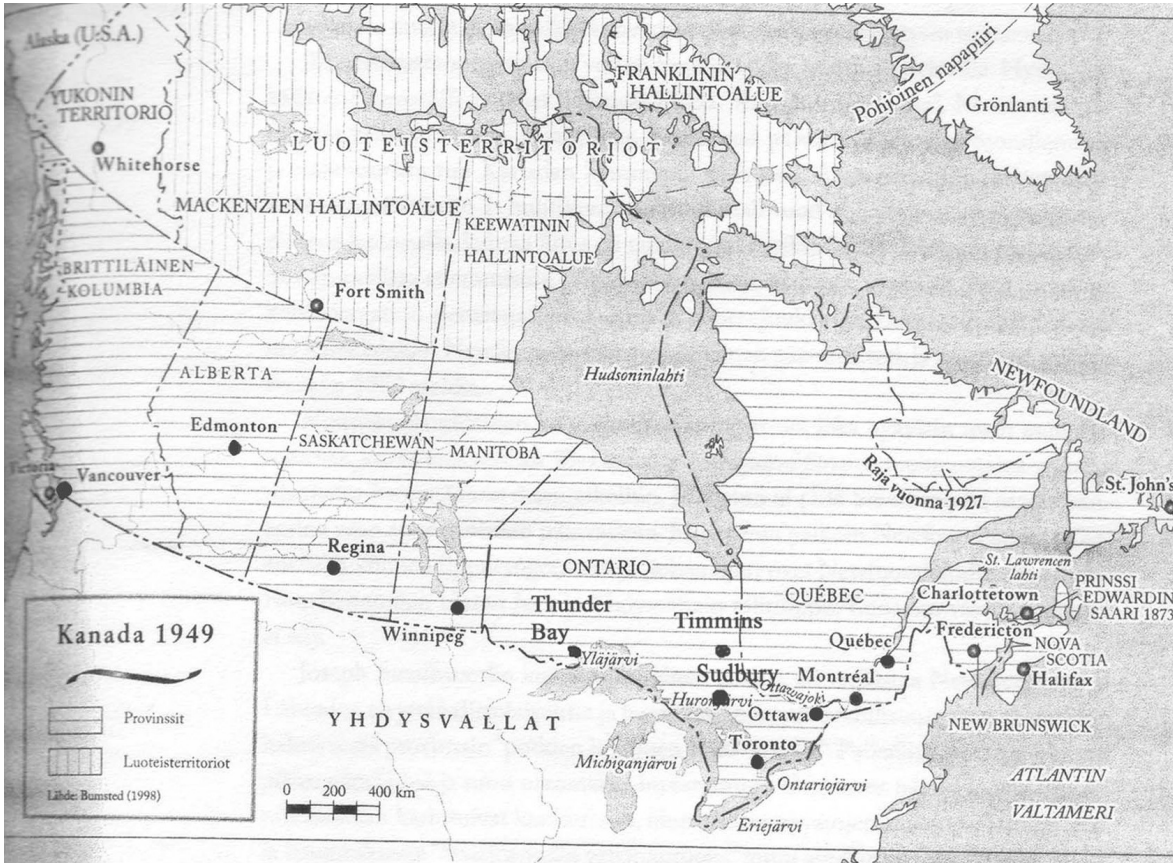 Alaska (U.S.A.)
YUKONIN
TERRITORIO
Whitehorse
FRANKLININ
HALLINTOALUE
Pohjoinen napapiiri
Grönlanti
LUOTEISTERRITORIOT
MACKENZIEN HALLINTOALUE
KEEWATININ
HALLINTOALUE
BRITTILÄINEN
KOLUMBIA
Fort Smith
ALBERTA
Hudsoninlahti
NEWFOUNDLAND
Edmonton
SASKATCHEWAN
MANITOBA
Victoria
Vancouver
Raja vuonna 1927
St. John's
Regina
ONTARIO
QUÉBEC
St. Lawrencen
lahti
Charlottetown
PRINSSI
EDWARDIN
SAARI 1873
Winnipeg
Thunder
Bay
Timmins
Québec
Fredericton
NOVA
SCOTIA
Halifax
Yläjärvi
Sudbury
Montréal
Huronjärvi
Ottawajoki
Ottawa
NEW BRUNSWICK
YHDYSVALLAT
Michiganjärvi
Toronto
Ontariojärvi
Eriejärvi
ATLANTIN
VALTAMERI
Kanada 1949
Provinssit
Luoteisterritoriot
Lähde: Bumsted (1998)
0 200 400 km